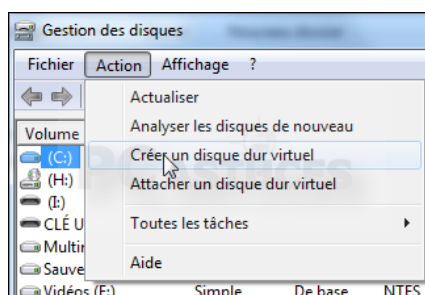 Gestion des disques
Fichier Action Affichage ?
Actualiser
Analyser les disques de nouveau
Créer un disque dur virtuel
Attacher un disque dur virtuel
Toutes les tâches
Aide
Volume
(C:)
(H:)
(I:)
CLÉ U
Multir
Sauve
Vidéos (F:) Simple De base NTFS